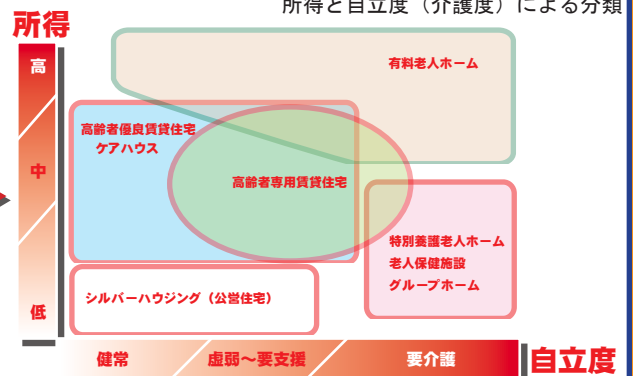 所得と自立度（介護度）による分類
所得
高
中
低
有料老人ホーム
高齢者優良賃貸住宅
ケアハウス
高齢者専用賃貸住宅
特別養護老人ホーム
老人保健施設
グループホーム
シルバーハウジング（公営住宅）
健常
虚弱～要支援
要介護
自立度